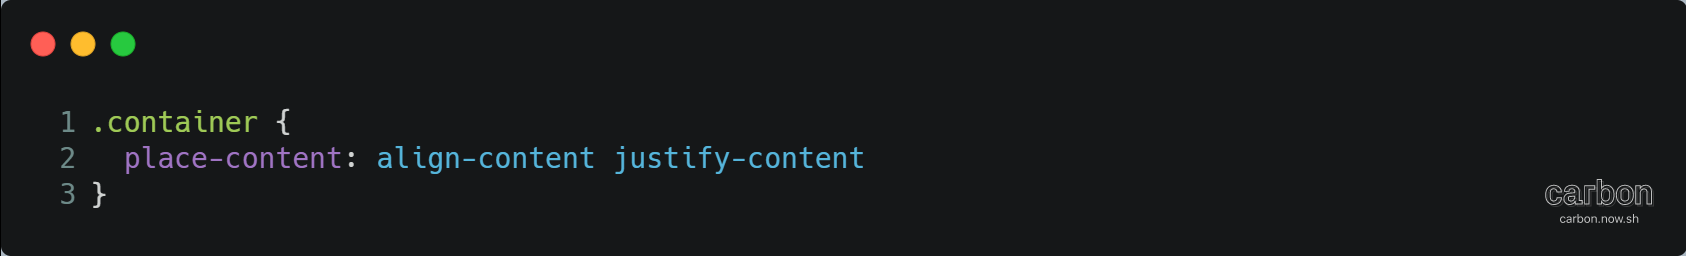 1 .container {
2   place-content: align-content justify-content
3 }
carbon
carbon.now.sh